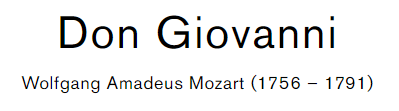 Don Giovanni
Wolfgang Amadeus Mozart (1756 – 1791)